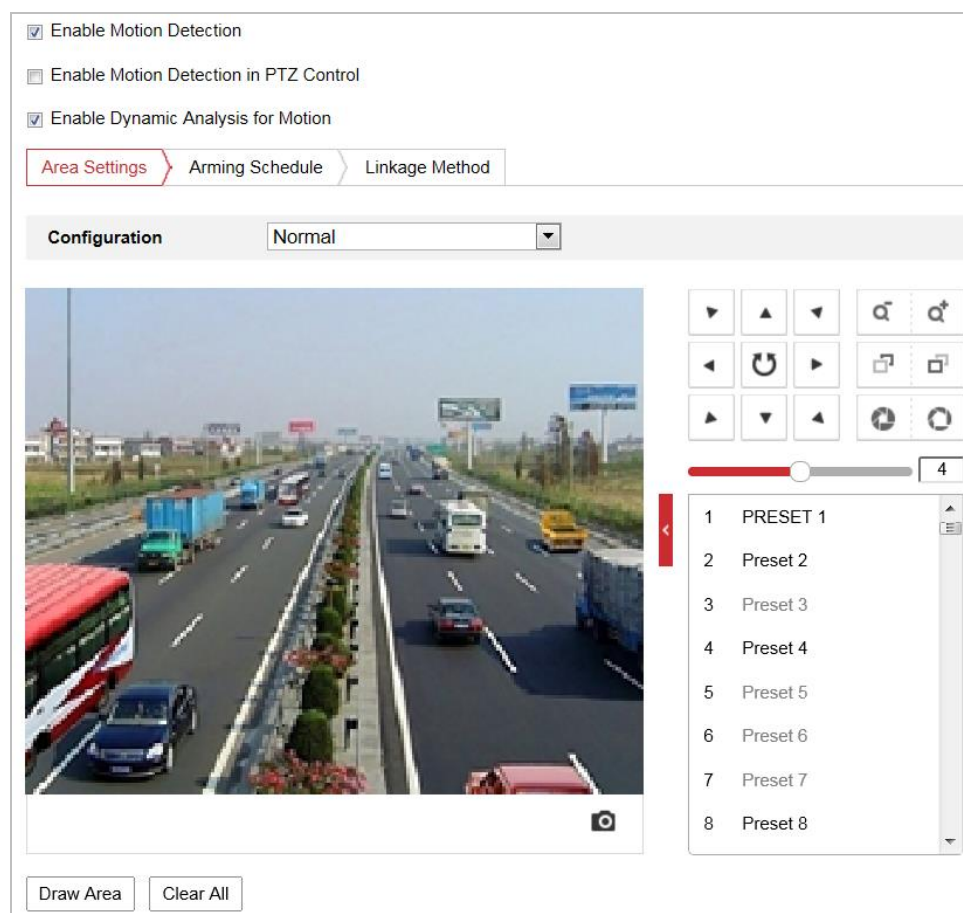 Enable Motion Detection
Enable Motion Detection in PTZ Control
Enable Dynamic Analysis for Motion
Area Settings Arming Schedule Linkage Method
Configuration Normal
4
1 PRESET 1
2 Preset 2
3 Preset 3
4 Preset 4
5 Preset 5
6 Preset 6
7 Preset 7
8 Preset 8
Draw Area Clear All